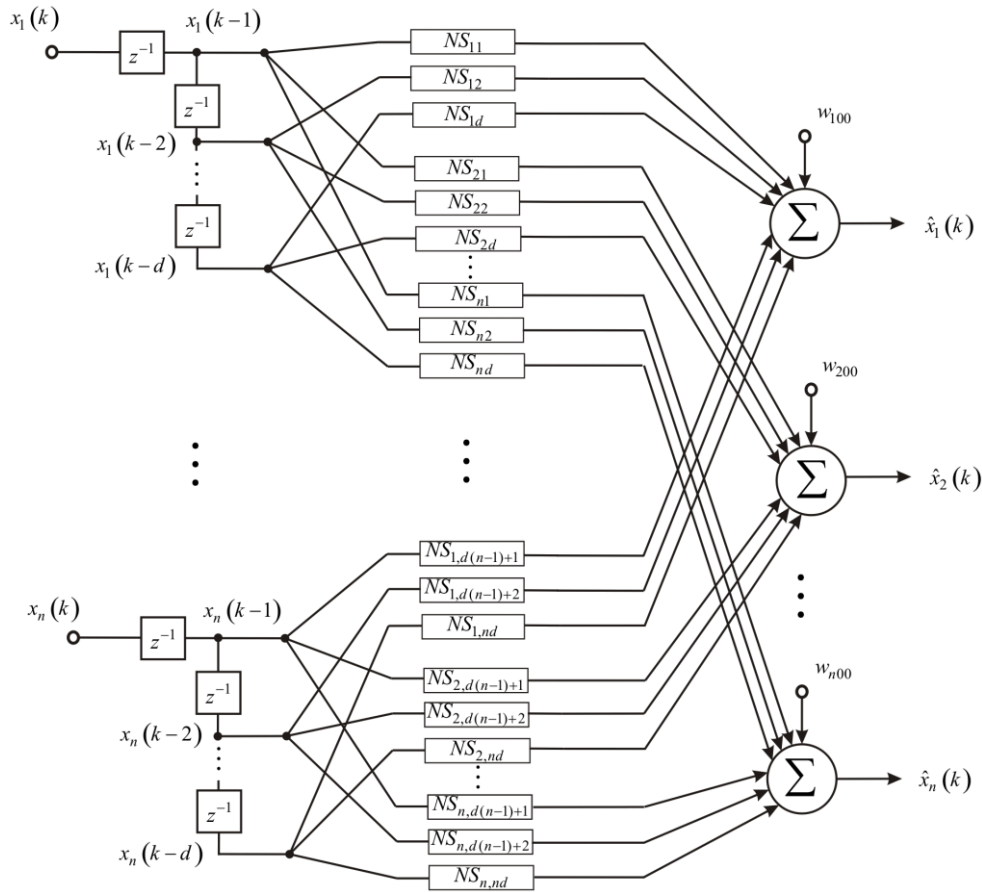 x₁(k)
z⁻¹
x₁(k−1)
z⁻¹
x₁(k−2)
z⁻¹
x₁(k−d)
NS₁₁
NS₁₂
NS₁d
NS₂₁
NS₂₂
NS₂d
NSₙ₁
NSₙ₂
NSnd
w₁₀₀
Σ
x̂₁(k)
w₂₀₀
Σ
x̂₂(k)
xₙ(k)
z⁻¹
xₙ(k−1)
z⁻¹
xₙ(k−2)
z⁻¹
xₙ(k−d)
NS₁,d(n−1)+1
NS₁,d(n−1)+2
NS₁,nd
NS₂,d(n−1)+1
NS₂,d(n−1)+2
NS₂,nd
NSₙ,d(n−1)+1
NSₙ,d(n−1)+2
NSₙ,nd
wₙ₀₀
Σ
x̂ₙ(k)